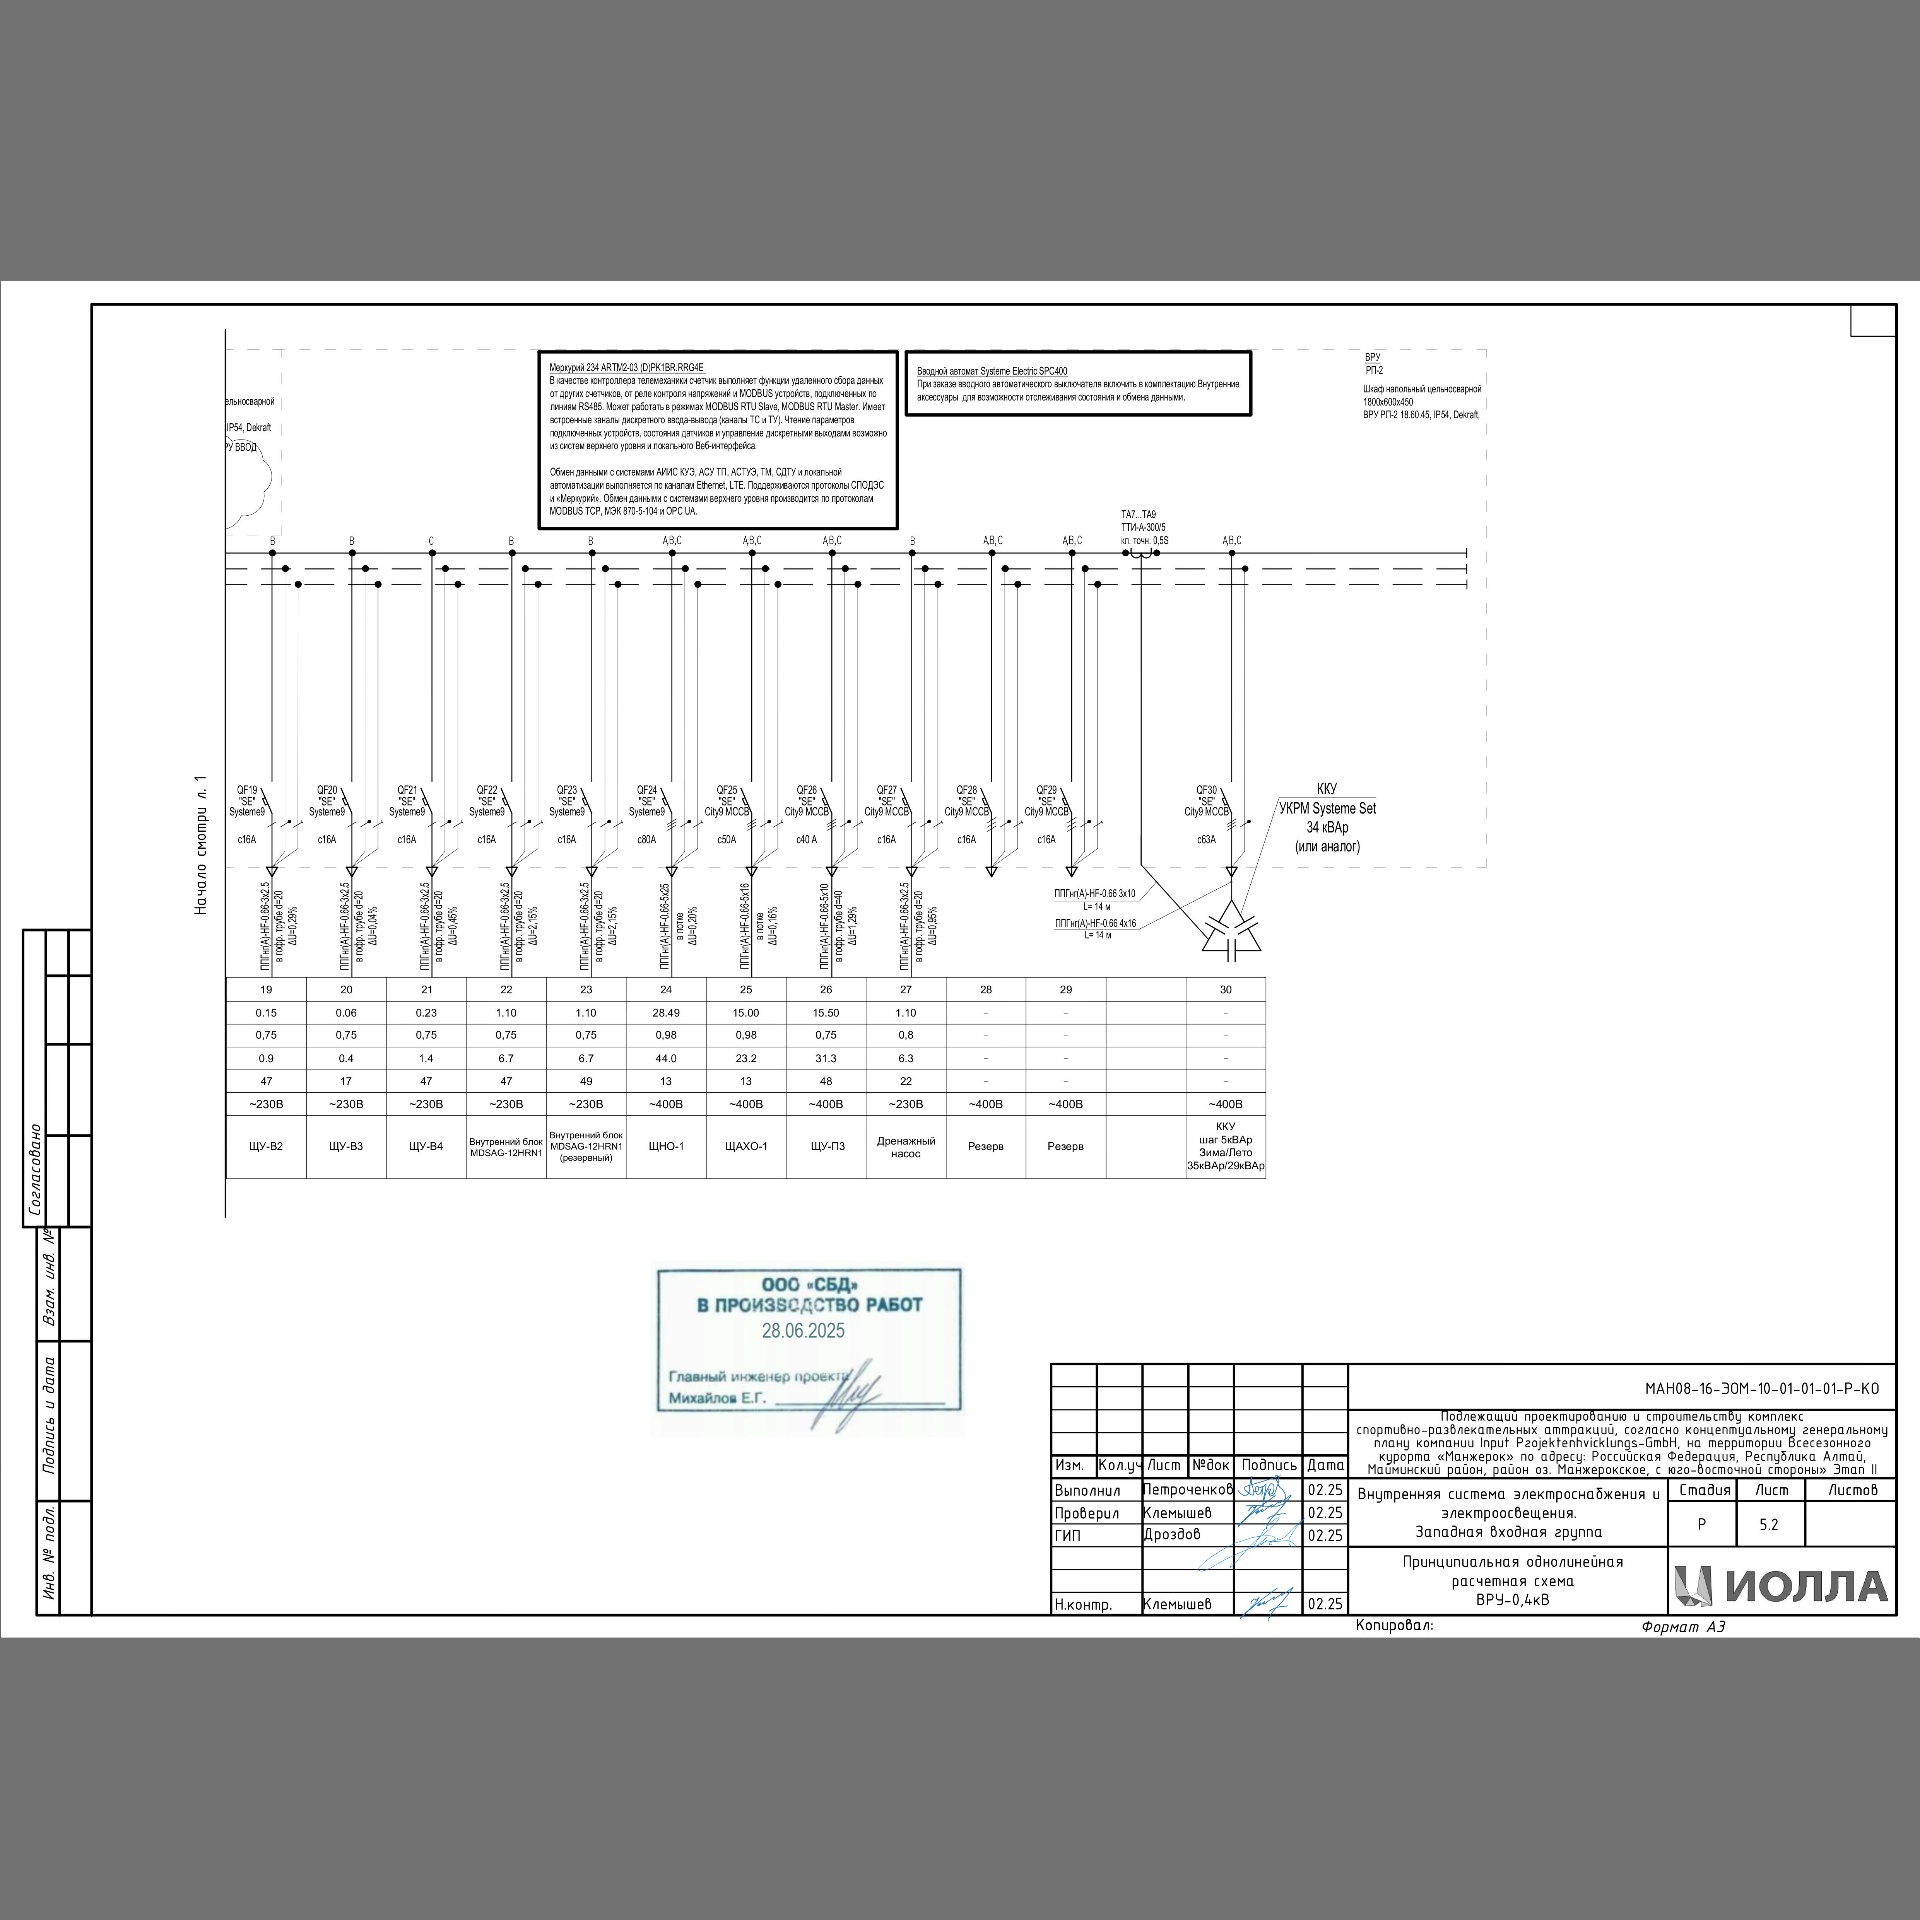 ельносварной
IP54, Dekraft
РУ ВВОД
Меркурий 234 ARTM2-03 (D)PK1BR.RRG4E
В качестве контроллера телемеханики счетчик выполняет функции удаленного сбора данных
от других счетчиков, от реле контроля напряжений и MODBUS устройств, подключенных по
линиям RS485. Может работать в режимах MODBUS RTU Slave, MODBUS RTU Master. Имеет
встроенные каналы дискретного ввода-вывода (каналы ТС и ТУ). Чтение параметров
подключенных устройств, состояния датчиков и управление дискретными выходами возможно
из систем верхнего уровня и локального Веб-интерфейса.
Обмен данными с системами АИИС КУЭ, АСУ ТП, АСТУЭ, ТМ, СДТУ и локальной
автоматизации выполняется по каналам Ethernet, LTE. Поддерживаются протоколы СПОДЭС
и «Меркурий». Обмен данными с системами верхнего уровня производится по протоколам
MODBUS TCP, МЭК 870-5-104 и OPC UA.
Вводной автомат Systeme Electric SPC400
При заказе вводного автоматического выключателя включить в комплектацию Внутренние
аксессуары для возможности отслеживания состояния и обмена данными.
ВРУ
РП-2
Шкаф напольный цельносварной
1800х600х450
ВРУ РП-2 18.60.45, IP54, Dekraft,
ТА7...ТА9
ТТИ-А-300/5
кл. точн. 0,5S
B B C B B A,B,C A,B,C A,B,C B A,B,C A,B,C A,B,C
Начало смотри л. 1
QF19 QF20 QF21 QF22 QF23 QF24 QF25 QF26 QF27 QF28 QF29 QF30
"SE" "SE" "SE" "SE" "SE" "SE" "SE" "SE" "SE" "SE" "SE" "SE"
Systeme9 Systeme9 Systeme9 Systeme9 Systeme9 City9 MCCB City9 MCCB City9 MCCB City9 MCCB City9 MCCB City9 MCCB City9 MCCB
c16A c16A c16A c16A c16A c80A c50A c40 A c16A c16A c16A c63A
ККУ
УКРМ Systeme Set
34 кВАр
(или аналог)
ППГнг(А)-HF-0.66-3x2.5
в гофр. трубе d=20
ΔU=0,29%
ППГнг(А)-HF-0.66-3x2.5
в гофр. трубе d=20
ΔU=0,04%
ППГнг(А)-HF-0.66-3x2.5
в гофр. трубе d=20
ΔU=0,45%
ППГнг(А)-HF-0.66-3x2.5
в гофр. трубе d=20
ΔU=2,15%
ППГнг(А)-HF-0.66-3x2.5
в гофр. трубе d=20
ΔU=2,15%
ППГнг(А)-HF-0.66-5x25
в лотке
ΔU=0,20%
ППГнг(А)-HF-0.66-5x16
в лотке
ΔU=0,16%
ППГнг(А)-HF-0.66-5x10
в гофр. трубе d=40
ΔU=1,29%
ППГнг(А)-HF-0.66-3x2.5
в гофр. трубе d=20
ΔU=0,95%
ППГнг(А)-HF-0.66 3x10
L= 14 м
ППГнг(А)-HF-0.66 4x16
L= 14 м
19 20 21 22 23 24 25 26 27 28 29 30
0.15 0.06 0.23 1.10 1.10 28.49 15.00 15.50 1.10 - - -
0,75 0,75 0,75 0,75 0,75 0,98 0,98 0,75 0,8 - - -
0.9 0.4 1.4 6.7 6.7 44.0 23.2 31.3 6.3 - - -
47 17 47 47 49 13 13 48 22 - - -
~230В ~230В ~230В ~230В ~230В ~400В ~400В ~400В ~230В ~400В ~400В ~400В
ЩУ-В2
ЩУ-В3
ЩУ-В4
Внутренний блок
MDSAG-12HRN1
Внутренний блок
MDSAG-12HRN1
(резервный)
ЩНО-1
ЩАХО-1
ЩУ-П3
Дренажный
насос
Резерв
Резерв
ККУ
шаг 5кВАр
Зима/Лето
35кВАр/29кВАр
ООО «СБД»
В ПРОИЗВОДСТВО РАБОТ
28.06.2025
Главный инженер проекта
Михайлов Е.Г.
Согласовано
Взам. инв. №
Подпись и дата
Инв. № подл.
МАН08-16-ЭОМ-10-01-01-01-Р-КО
Подлежащий проектированию и строительству комплекс
спортивно-развлекательных аттракций, согласно концептуальному генеральному
плану компании Input Projektenhvicklungs-GmbH, на территории Всесезонного
курорта «Манжерок» по адресу: Российская Федерация, Республика Алтай,
Майминский район, район оз. Манжерокское, с юго-восточной стороны» Этап II
Изм. Кол.уч Лист №док Подпись Дата
Выполнил Петроченков 02.25
Проверил Клемышев 02.25
ГИП Дроздов 02.25
Н.контр. Клемышев 02.25
Внутренняя система электроснабжения и
электроосвещения.
Западная входная группа
Стадия Лист Листов
Р 5.2
Принципиальная однолинейная
расчетная схема
ВРУ-0,4кВ
ИОЛЛА
Копировал:
Формат А3